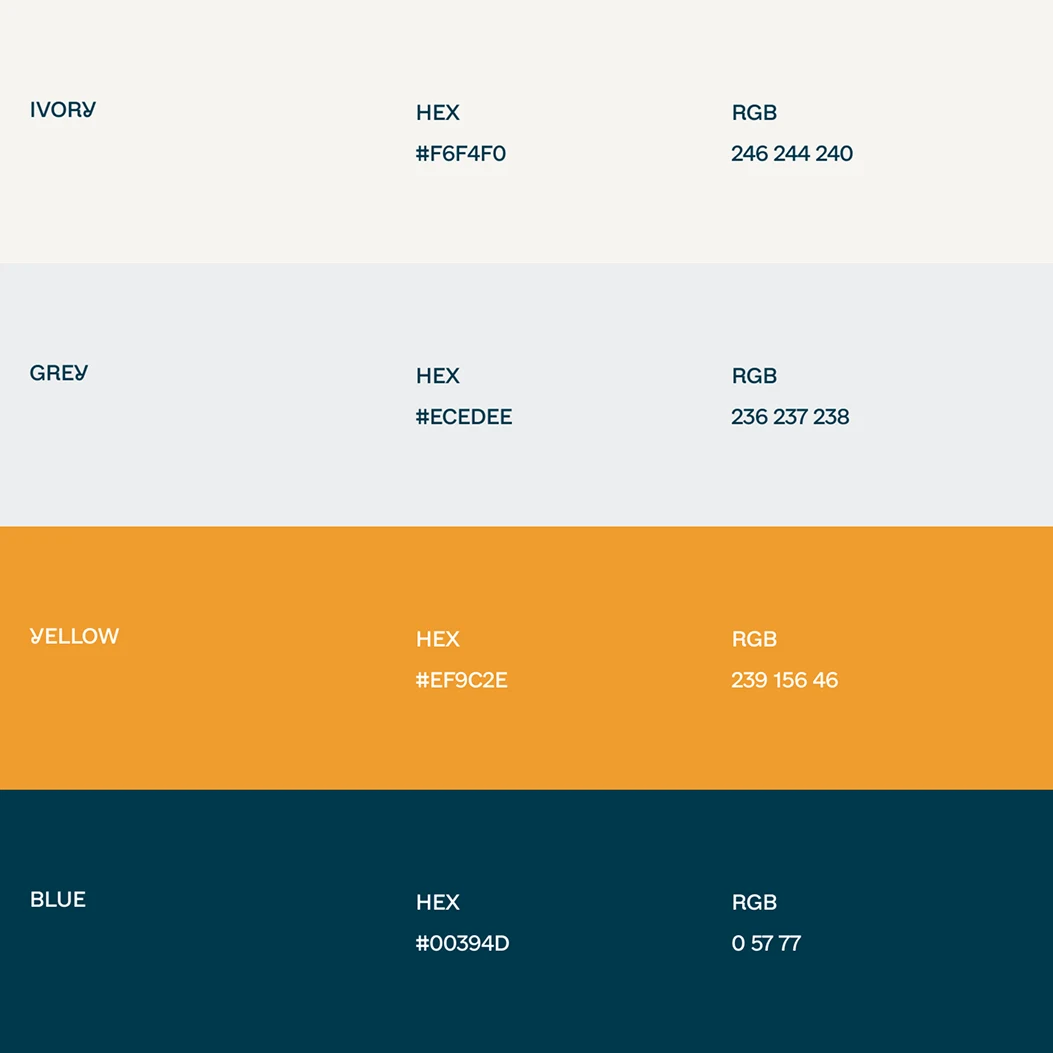 IVORY
HEX
#F6F4F0
RGB
246 244 240
GREY
HEX
#ECEDEE
RGB
236 237 238
YELLOW
HEX
#EF9C2E
RGB
239 156 46
BLUE
HEX
#00394D
RGB
0 57 77